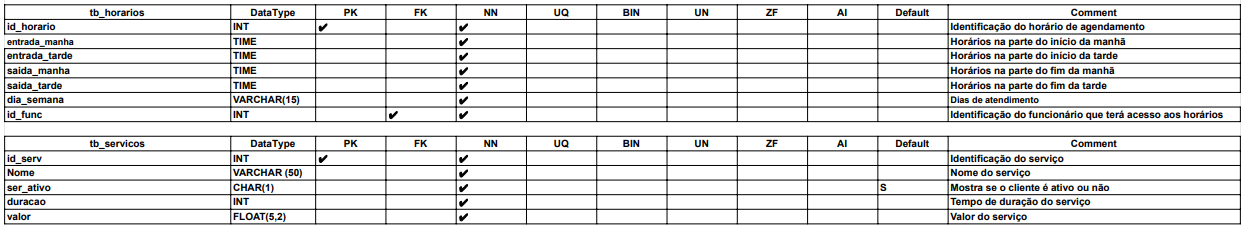 tb_horarios DataType PK FK NN UQ BIN UN ZF AI Default Comment
id_horario INT ✔ ✔ Identificação do horário de agendamento
entrada_manha TIME ✔ Horários na parte do início da manhã
entrada_tarde TIME ✔ Horários na parte do início da tarde
saida_manha TIME ✔ Horários na parte do fim da manhã
saida_tarde TIME ✔ Horários na parte do fim da tarde
dia_semana VARCHAR(15) ✔ Dias de atendimento
id_func INT ✔ ✔ Identificação do funcionário que terá acesso aos horários
tb_servicos DataType PK FK NN UQ BIN UN ZF AI Default Comment
id_serv INT ✔ ✔ Identificação do serviço
Nome VARCHAR (50) ✔ Nome do serviço
ser_ativo CHAR(1) ✔ S Mostra se o cliente é ativo ou não
duracao INT ✔ Tempo de duração do serviço
valor FLOAT(5,2) ✔ Valor do serviço